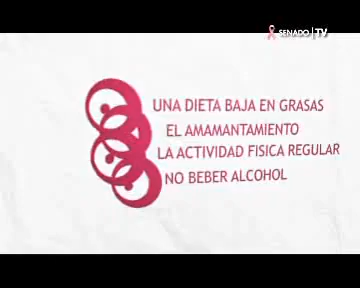 SENADO|TV
UNA DIETA BAJA EN GRASAS
EL AMAMANTAMIENTO
LA ACTIVIDAD FISICA REGULAR
NO BEBER ALCOHOL